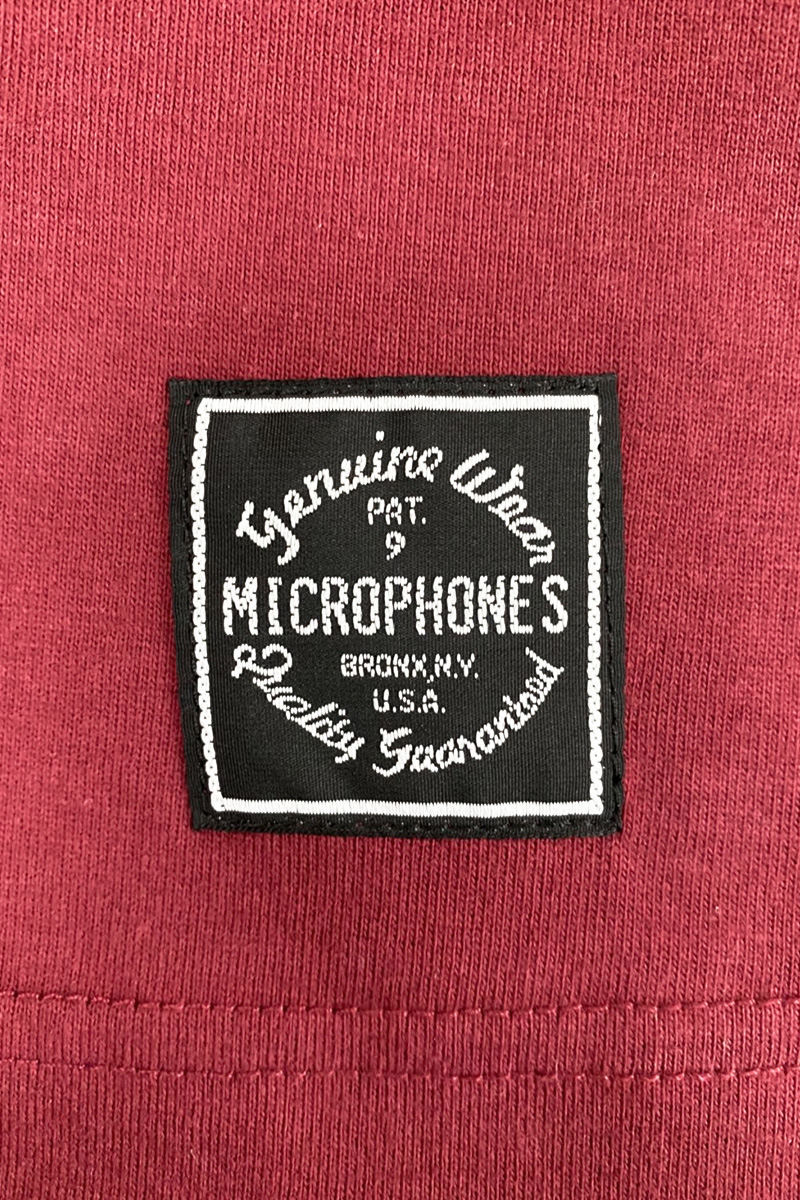 Genuine Wear
PAT.
9
MICROPHONES
BRONX,N.Y.
U.S.A.
Quality Guaranteed